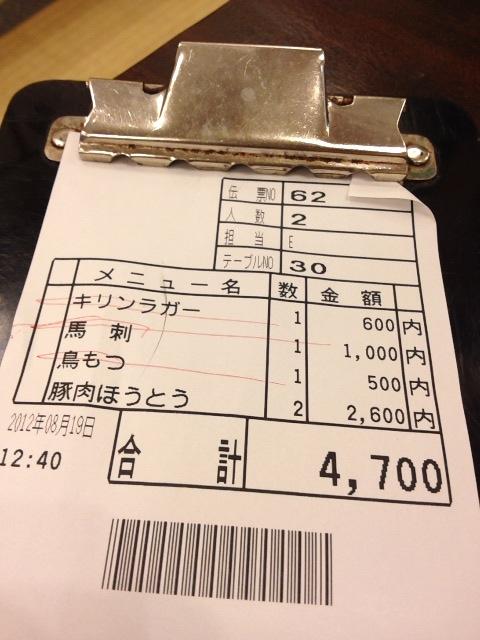 伝票NO 62
人数 2
担当 E
テーブルNO 30
メニュー名 数 金額
キリンラガー 1 600 内
馬 刺 1 1,000 内
鳥もつ 1 500 内
豚肉ほうとう 2 2,600 内
2012年08月19日
12:40
合計 4,700